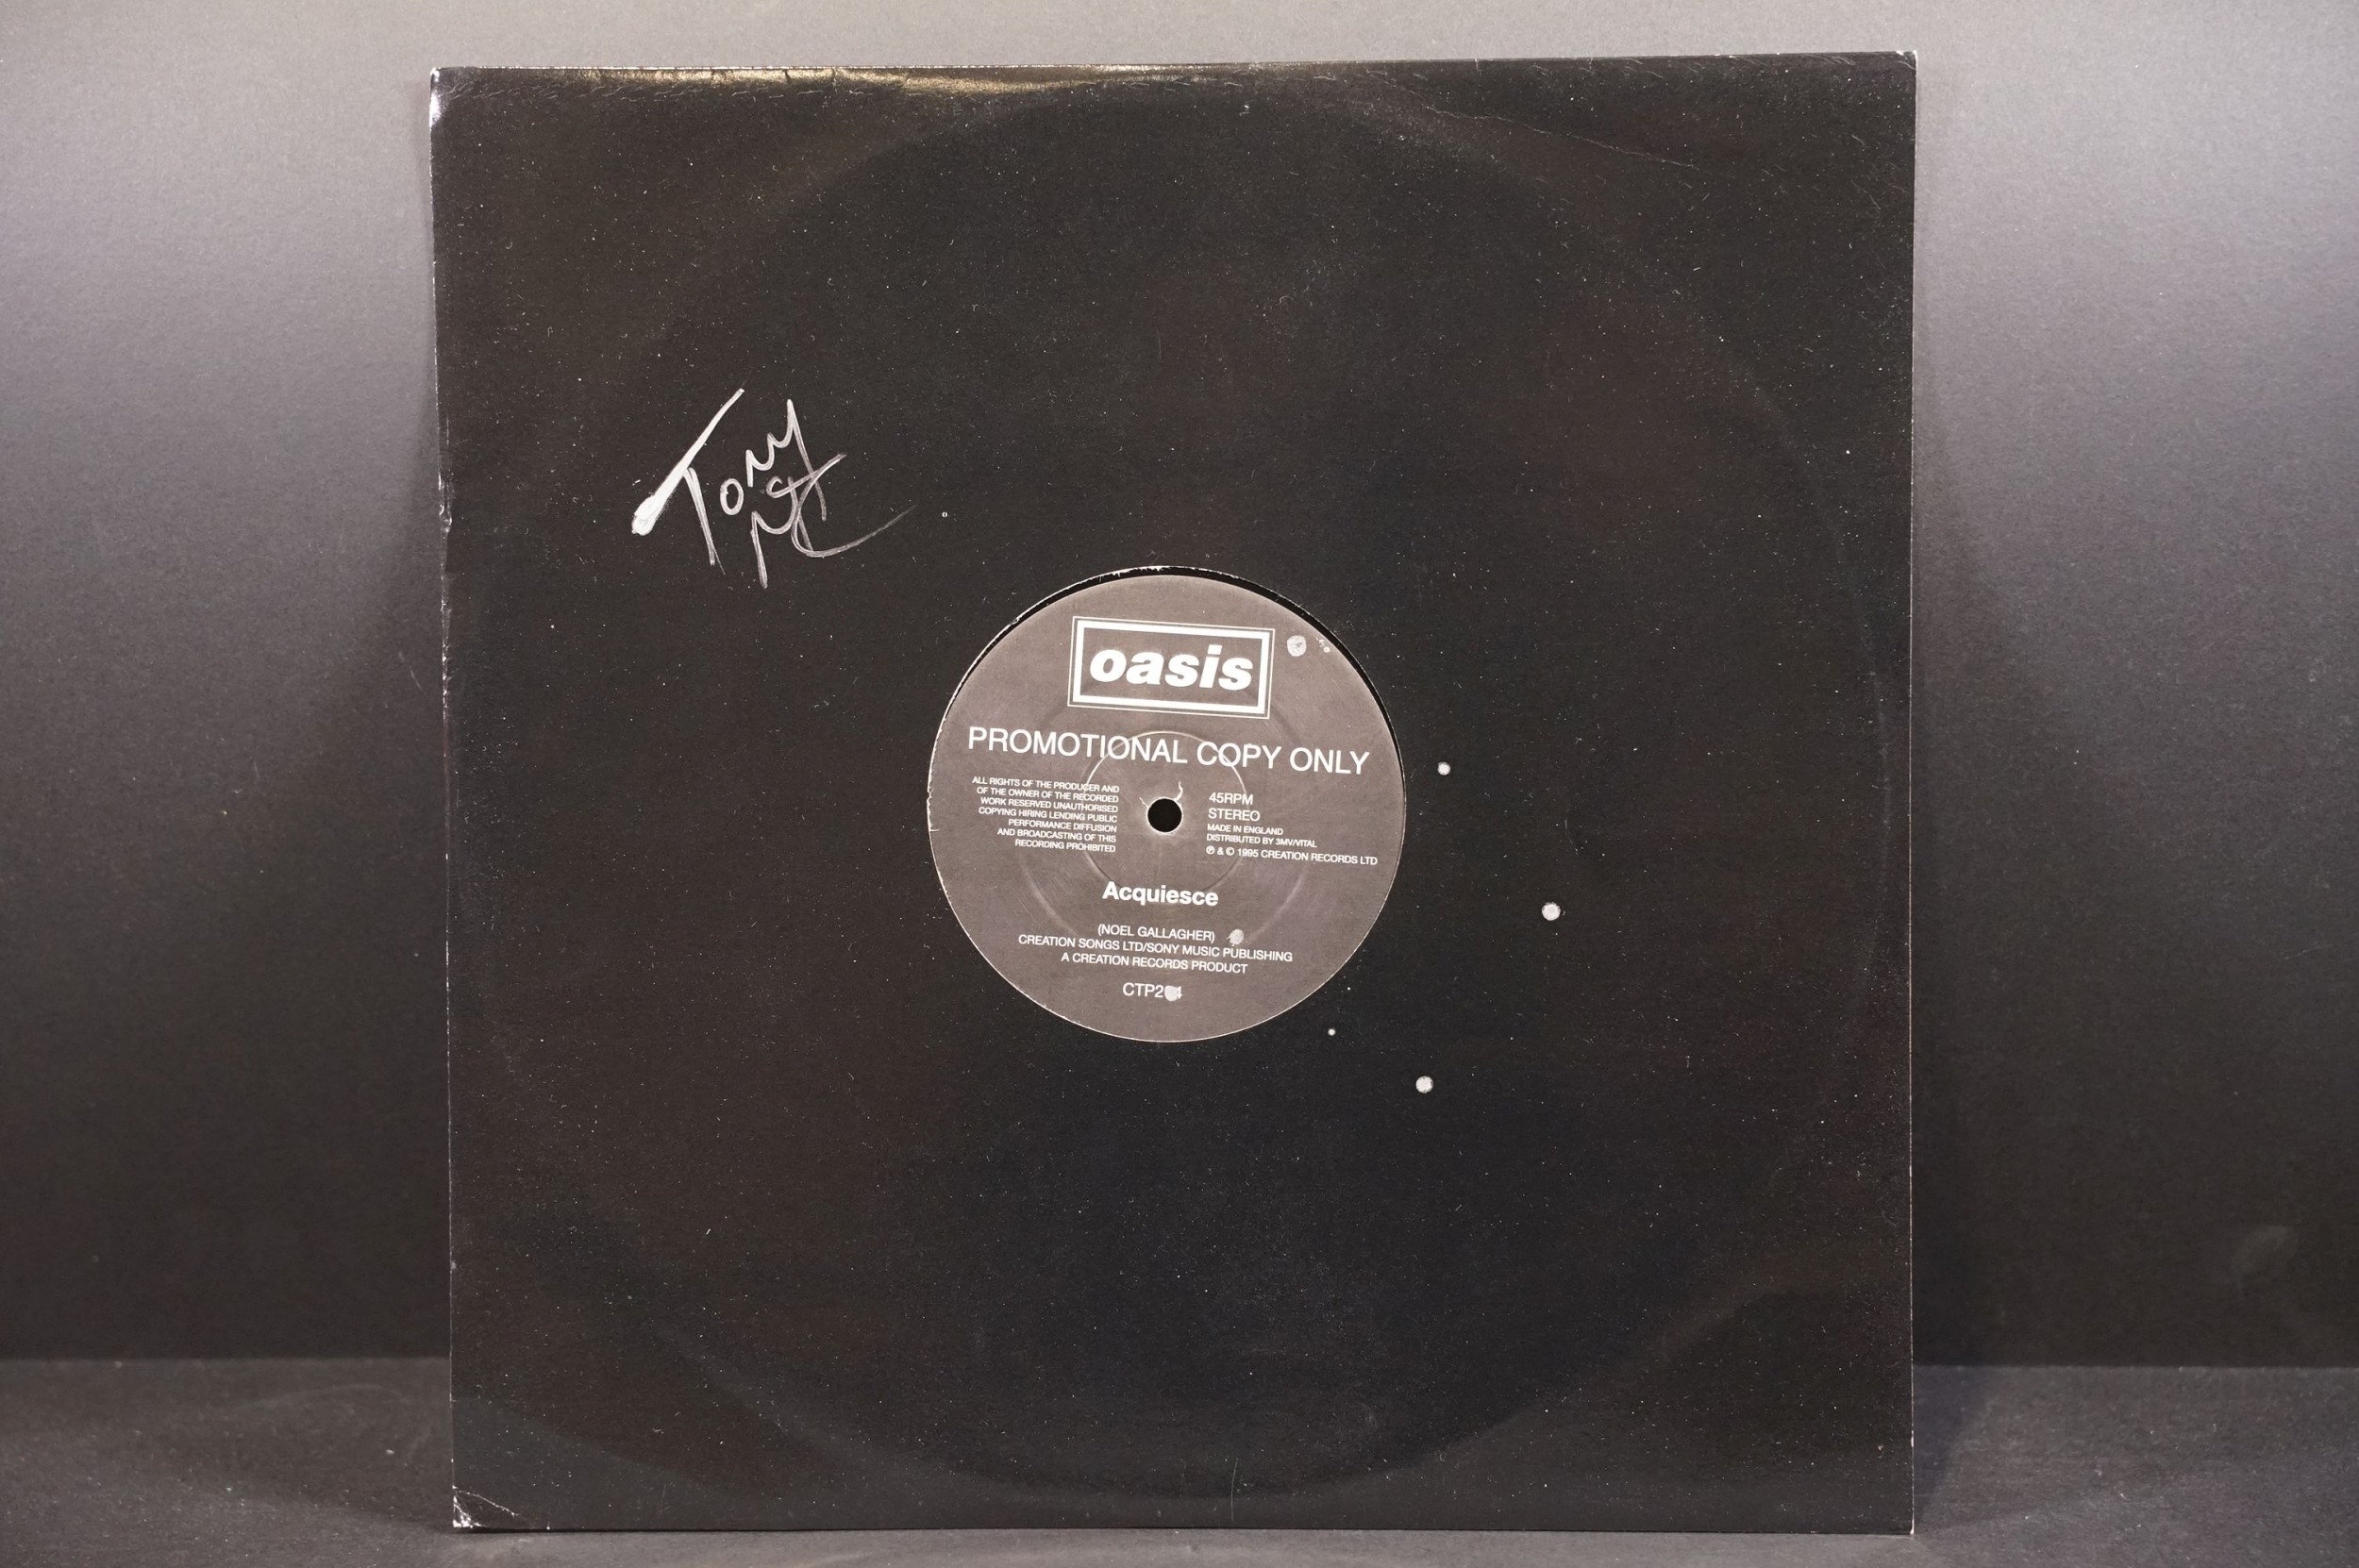 Tony
oasis
PROMOTIONAL COPY ONLY
ALL RIGHTS OF THE PRODUCER AND
OF THE OWNER OF THE RECORDED
WORK RESERVED UNAUTHORISED
COPYING HIRING LENDING PUBLIC
PERFORMANCE DIFFUSION
AND BROADCASTING OF THIS
RECORDING PROHIBITED
45RPM
STEREO
MADE IN ENGLAND
DISTRIBUTED BY 3MV/VITAL
℗ & © 1995 CREATION RECORDS LTD
Acquiesce
(NOEL GALLAGHER)
CREATION SONGS LTD/SONY MUSIC PUBLISHING
A CREATION RECORDS PRODUCT